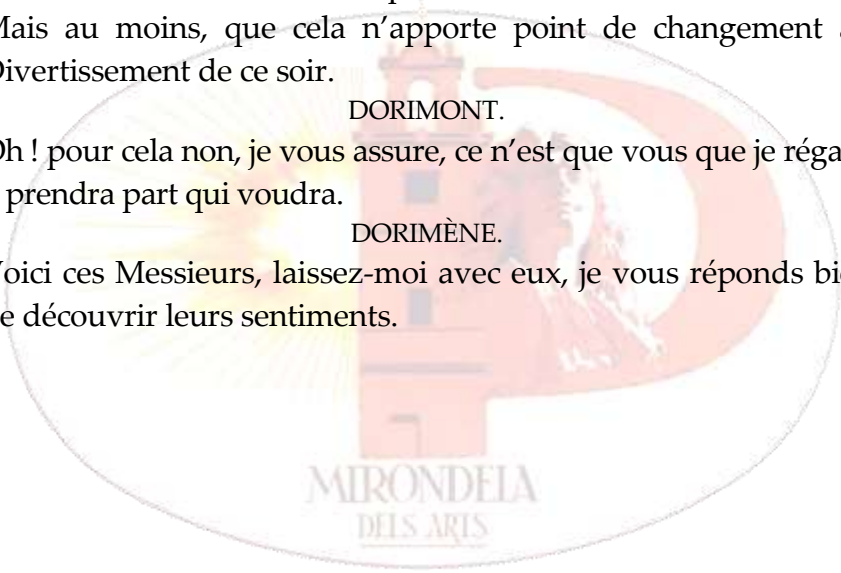 Mais au moins, que cela n'apporte point de changement
Divertissement de ce soir.
DORIMONT.
Oh ! pour cela non, je vous assure, ce n'est que vous que je
prendra part qui voudra.
DORIMÈNE.
Voici ces Messieurs, laissez-moi avec eux, je vous réponds
découvrir leurs sentiments.
MIRONDELA
DELS ARTS